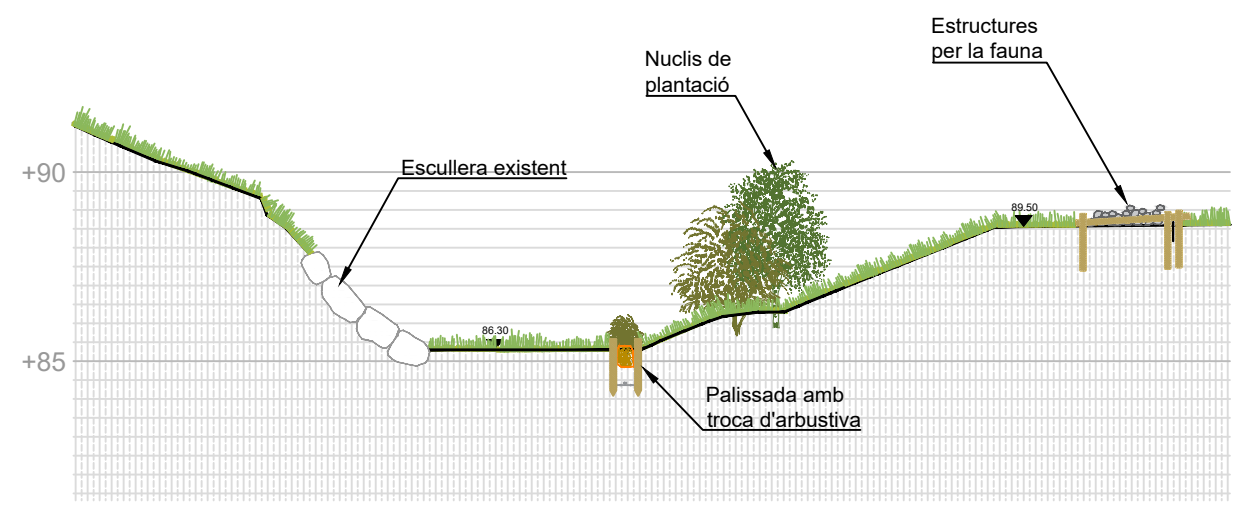 Estructures
per la fauna
Nuclis de
plantació
Escullera existent
+90
89.50
86.30
+85
Palissada amb
troca d'arbustiva